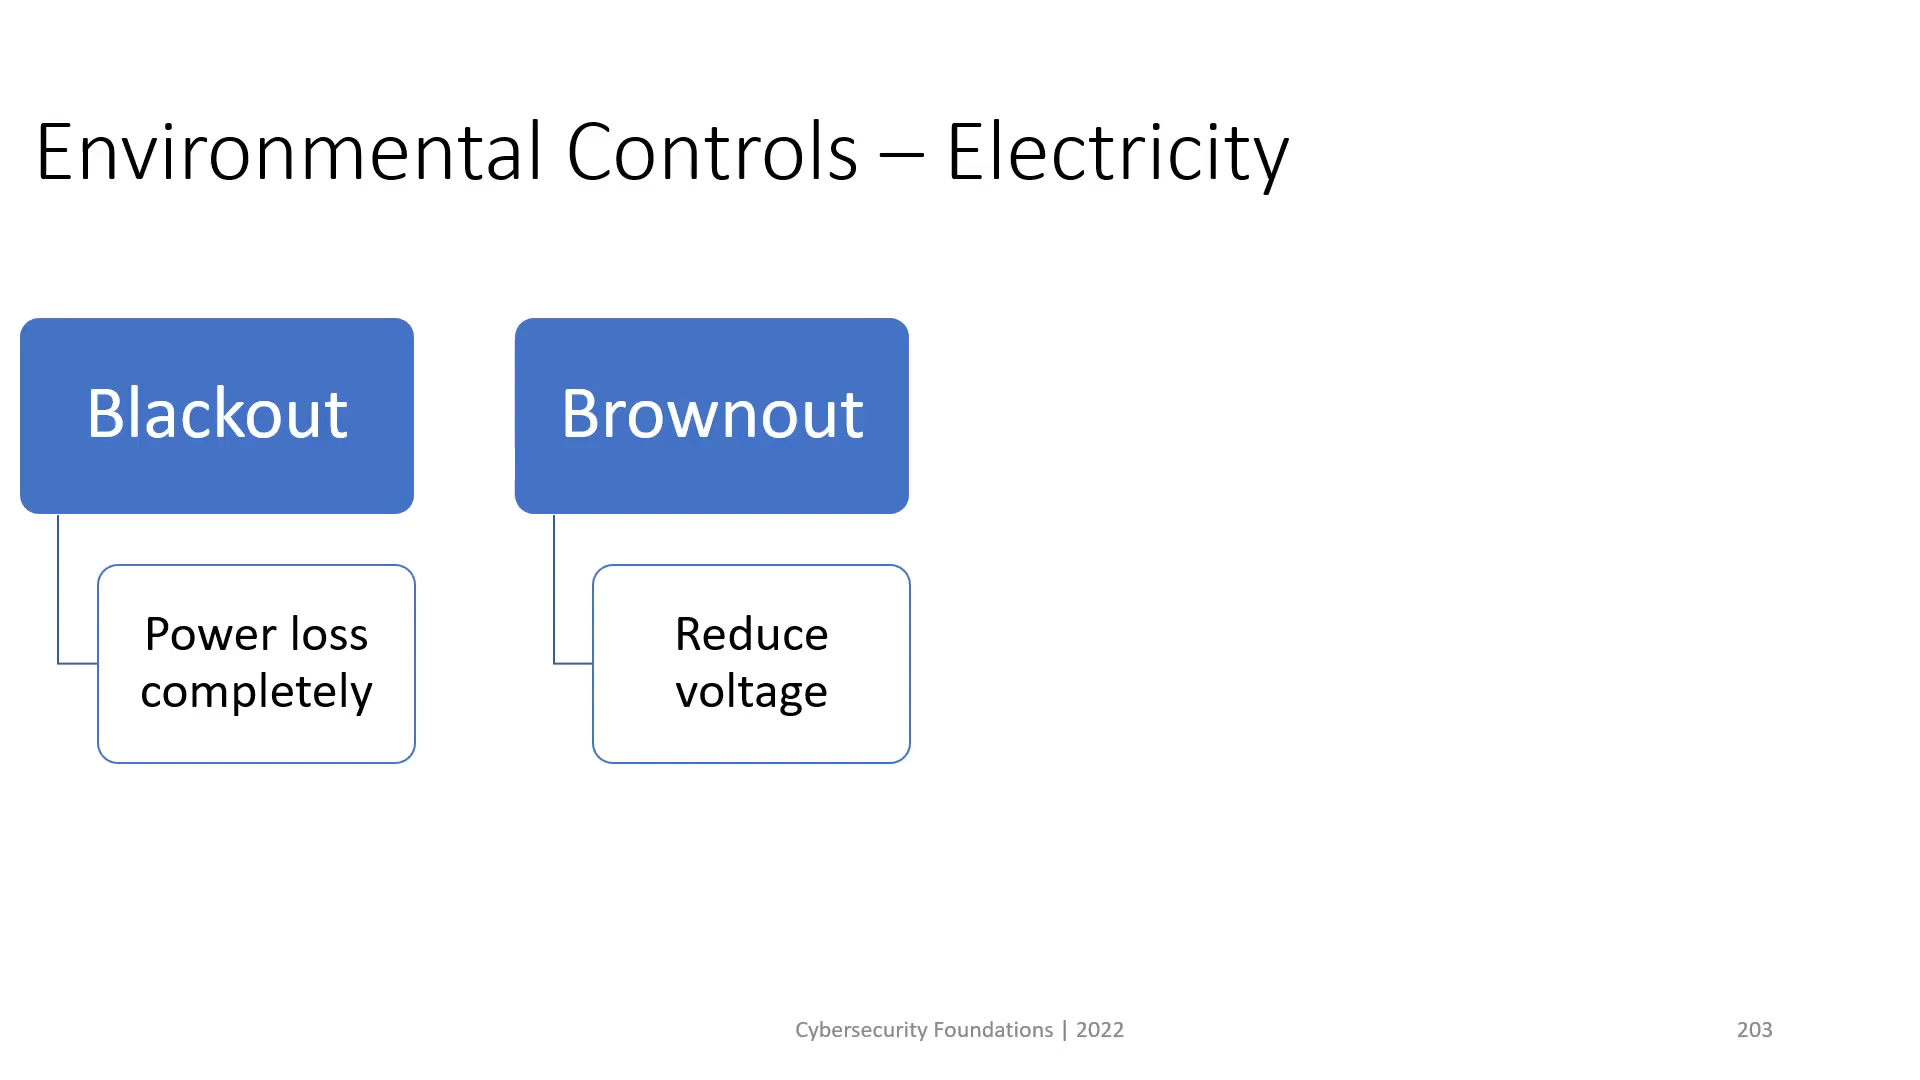 Environmental Controls – Electricity
Blackout
Power loss
completely
Brownout
Reduce
voltage
Cybersecurity Foundations | 2022
203